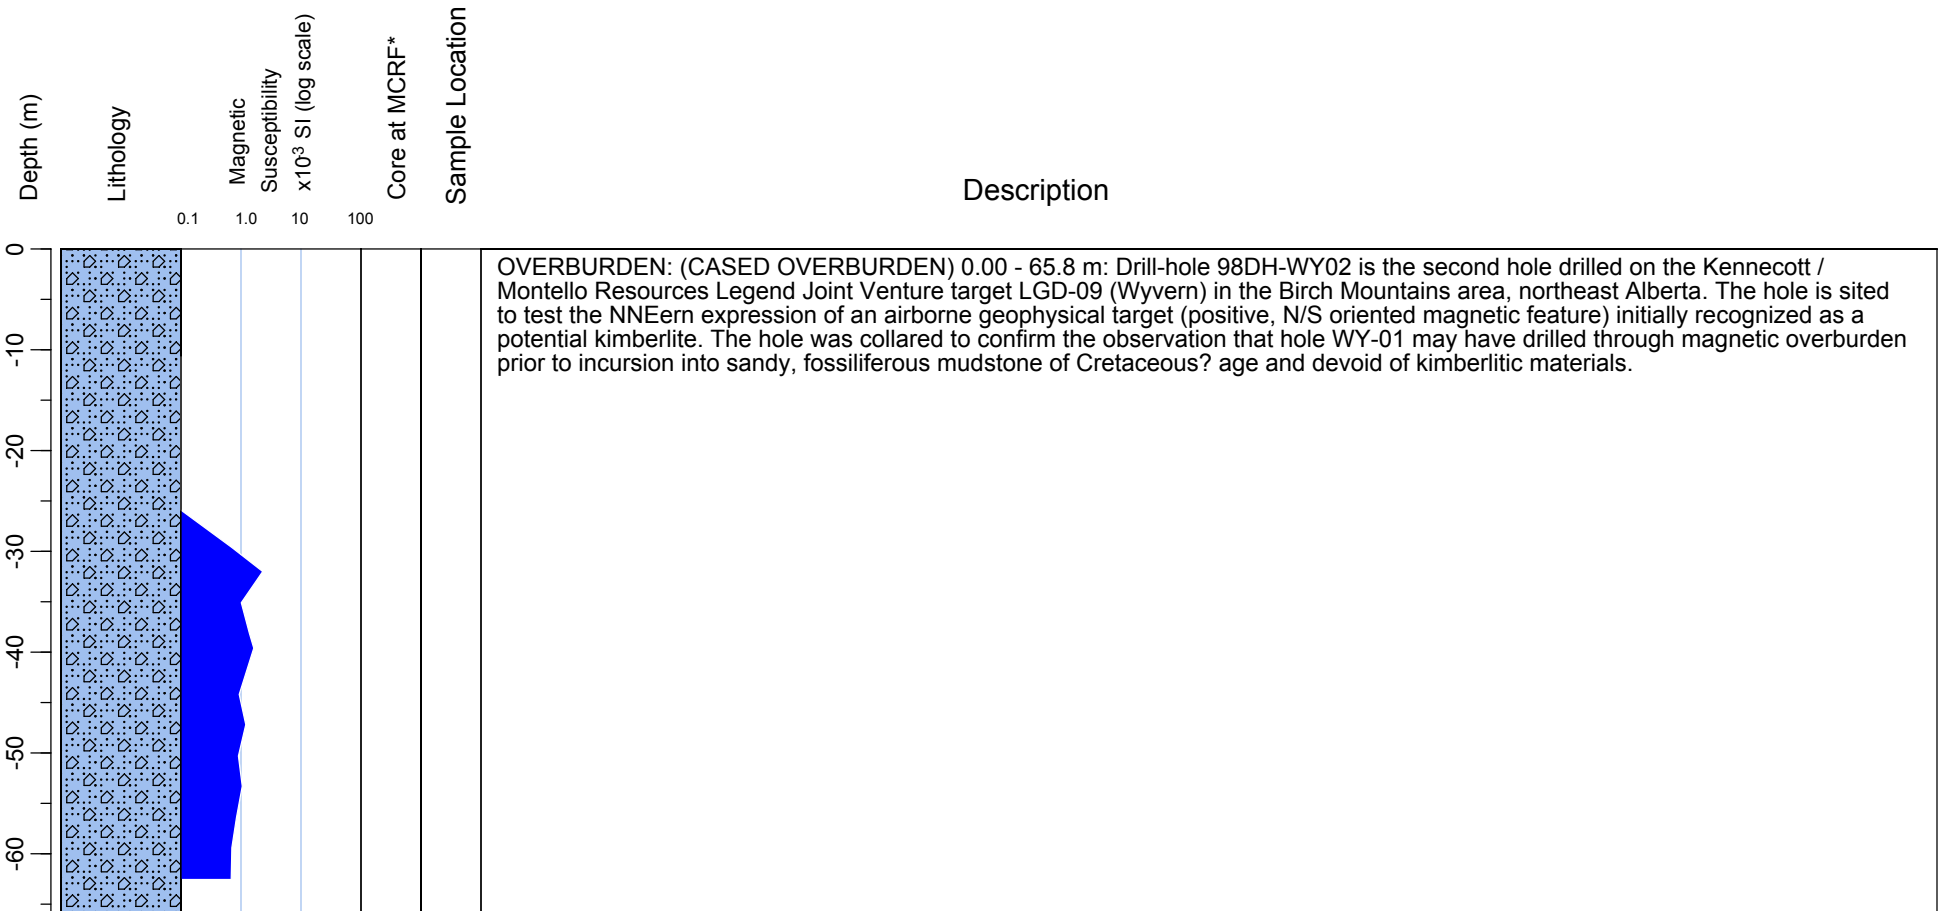 Depth (m)
Lithology
Magnetic
Susceptibility
x10³ SI (log scale)
Core at MCRF*
Sample Location
Description
0.1 1.0 10 100
0
-10
-20
-30
-40
-50
-60
OVERBURDEN: (CASED OVERBURDEN) 0.00 - 65.8 m: Drill-hole 98DH-WY02 is the second hole drilled on the Kennecott /
Montello Resources Legend Joint Venture target LGD-09 (Wyvern) in the Birch Mountains area, northeast Alberta. The hole is sited
to test the NNEern expression of an airborne geophysical target (positive, N/S oriented magnetic feature) initially recognized as a
potential kimberlite. The hole was collared to confirm the observation that hole WY-01 may have drilled through magnetic overburden
prior to incursion into sandy, fossiliferous mudstone of Cretaceous? age and devoid of kimberlitic materials.